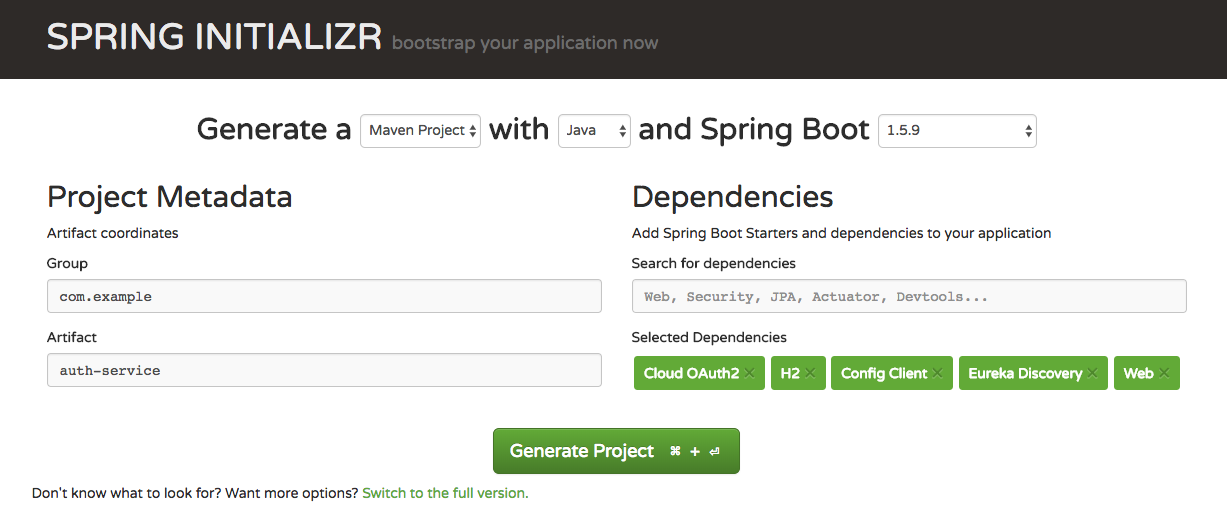 SPRING INITIALIZR bootstrap your application now
Generate a Maven Project with Java and Spring Boot 1.5.9
Project Metadata
Artifact coordinates
Group
com.example
Artifact
auth-service
Dependencies
Add Spring Boot Starters and dependencies to your application
Search for dependencies
Web, Security, JPA, Actuator, Devtools...
Selected Dependencies
Cloud OAuth2 × H2 × Config Client × Eureka Discovery × Web ×
Generate Project ⌘ + ⏎
Don't know what to look for? Want more options? Switch to the full version.